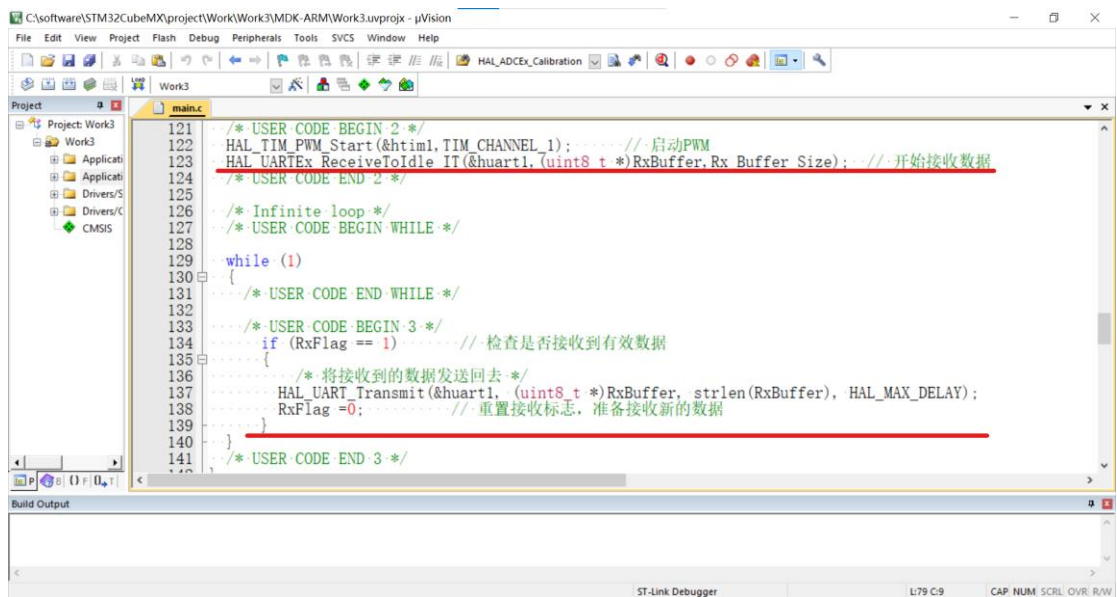 C:\software\STM32CubeMX\project\Work\Work3\MDK-ARM\Work3.uvprojx - µVision
File Edit View Project Flash Debug Peripherals Tools SVCS Window Help
HAL_ADCEx_Calibration
Work3
Project
main.c
Project: Work3
Work3
Applicati
Applicati
Drivers/S
Drivers/C
CMSIS
121 /* USER CODE BEGIN 2 */
122 HAL_TIM_PWM_Start(&htim1,TIM_CHANNEL_1); // 启动PWM
123 HAL_UARTEx_ReceiveToIdle_IT(&huart1,(uint8_t *)RxBuffer,Rx_Buffer_Size); // 开始接收数据
124 /* USER CODE END 2 */
125
126 /* Infinite loop */
127 /* USER CODE BEGIN WHILE */
128
129 while (1)
130 {
131 /* USER CODE END WHILE */
132
133 /* USER CODE BEGIN 3 */
134 if (RxFlag == 1) // 检查是否接收到有效数据
135 {
136 /* 将接收到的数据发送回去 */
137 HAL_UART_Transmit(&huart1, (uint8_t *)RxBuffer, strlen(RxBuffer), HAL_MAX_DELAY);
138 RxFlag =0; // 重置接收标志，准备接收新的数据
139 }
140 }
141 /* USER CODE END 3 */
Build Output
ST-Link Debugger L:79 C:9 CAP NUM SCRL OVR R/W